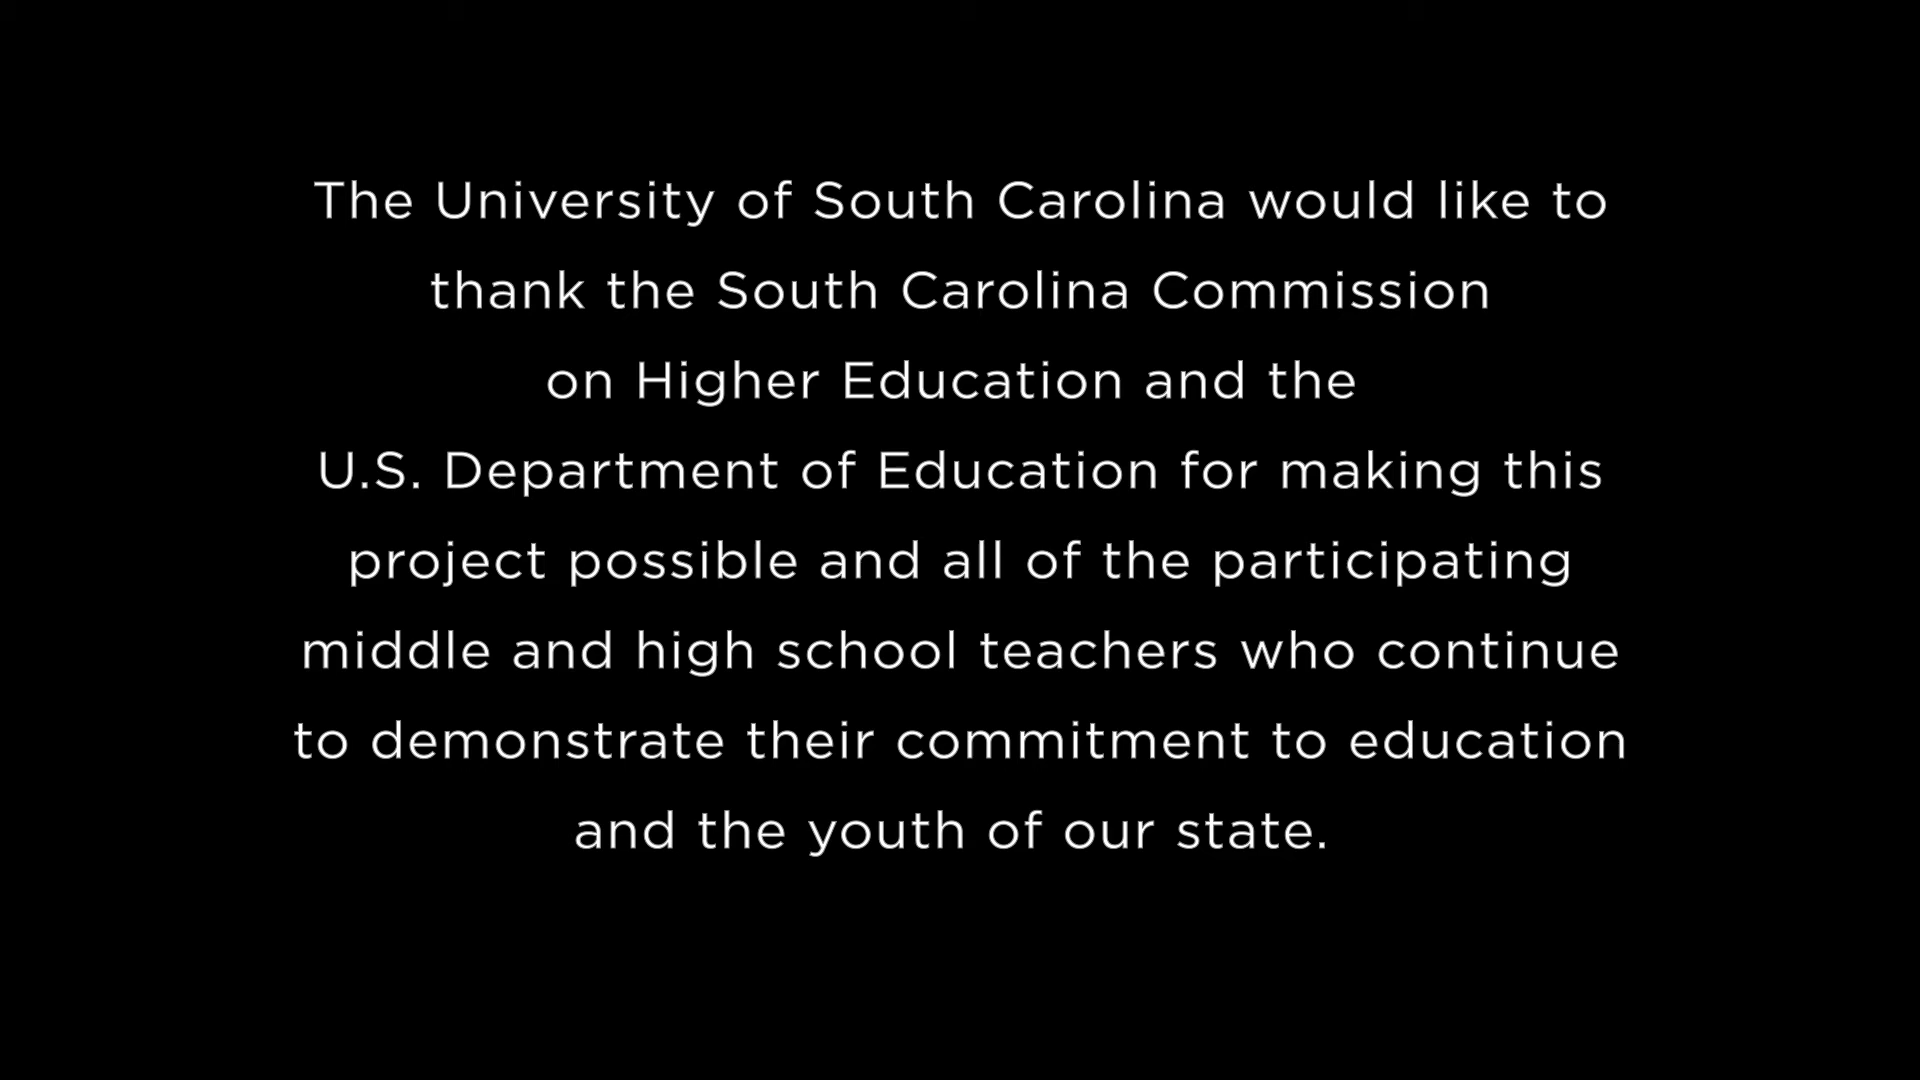 The University of South Carolina would like to
thank the South Carolina Commission
on Higher Education and the
U.S. Department of Education for making this
project possible and all of the participating
middle and high school teachers who continue
to demonstrate their commitment to education
and the youth of our state.